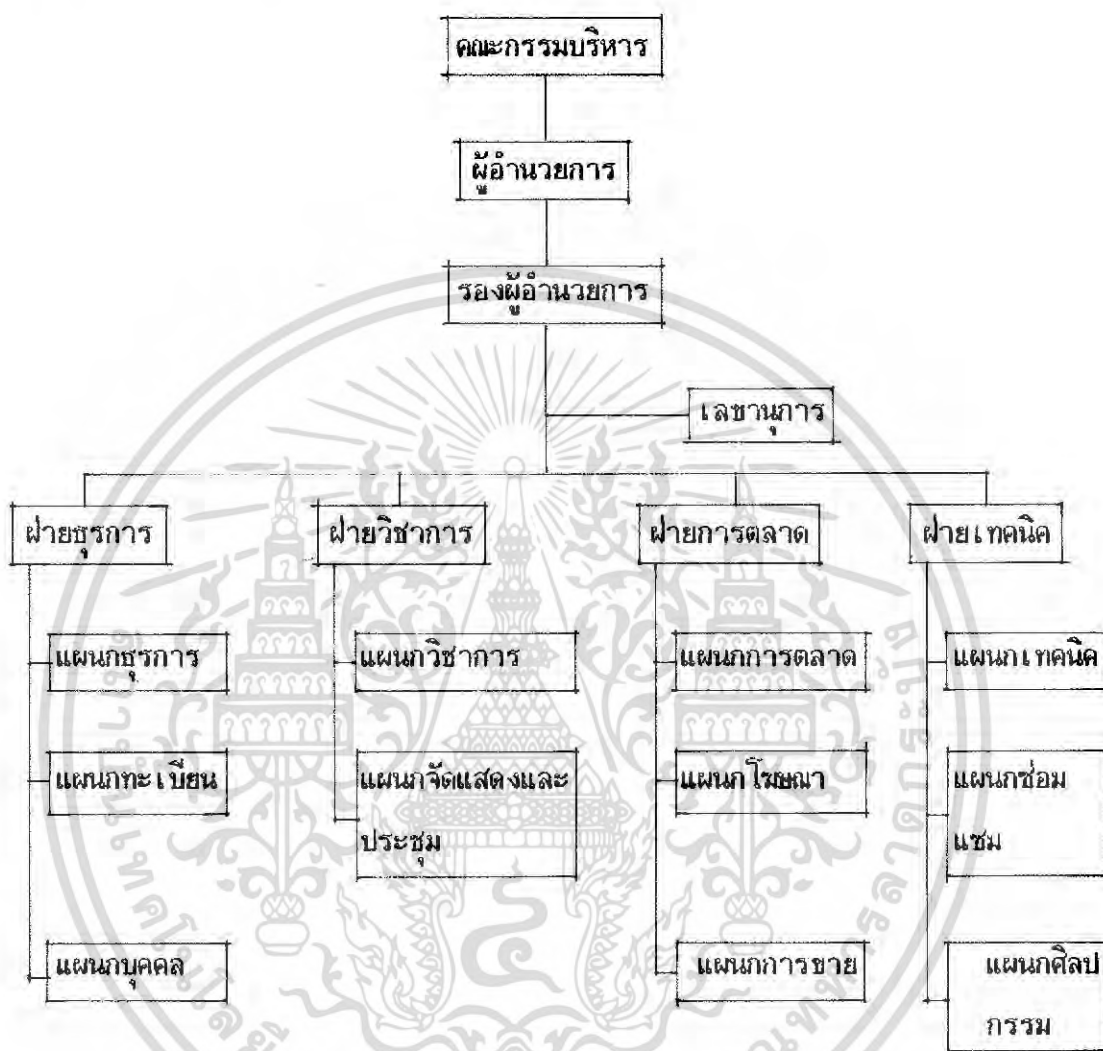 คณะกรรมบริหาร
ผู้อำนวยการ
รองผู้อำนวยการ
เลขานุการ
ฝ่ายธุรการ
ฝ่ายวิชาการ
ฝ่ายการตลาด
ฝ่ายเทคนิค
แผนกธุรการ
แผนกวิชาการ
แผนกการตลาด
แผนกเทคนิค
แผนกทะเบียน
แผนกจัดแสดงและ
ประชุม
แผนกโฆษณา
แผนกซ่อม
แซม
แผนกบุคคล
แผนกการขาย
แผนกศิลป
กรรม